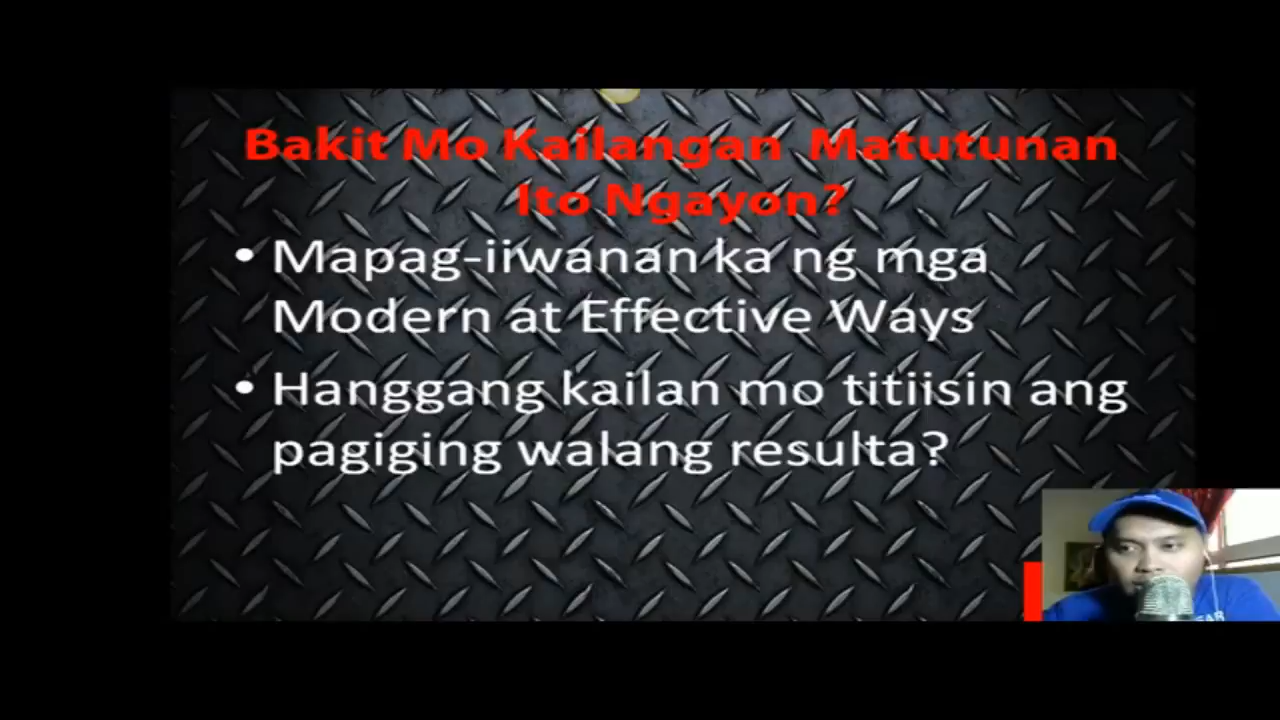 Bakit Mo Kailangan Matutunan
Ito Ngayon?
• Mapag-iiwanan ka ng mga
Modern at Effective Ways
• Hanggang kailan mo titiisin ang
pagiging walang resulta?